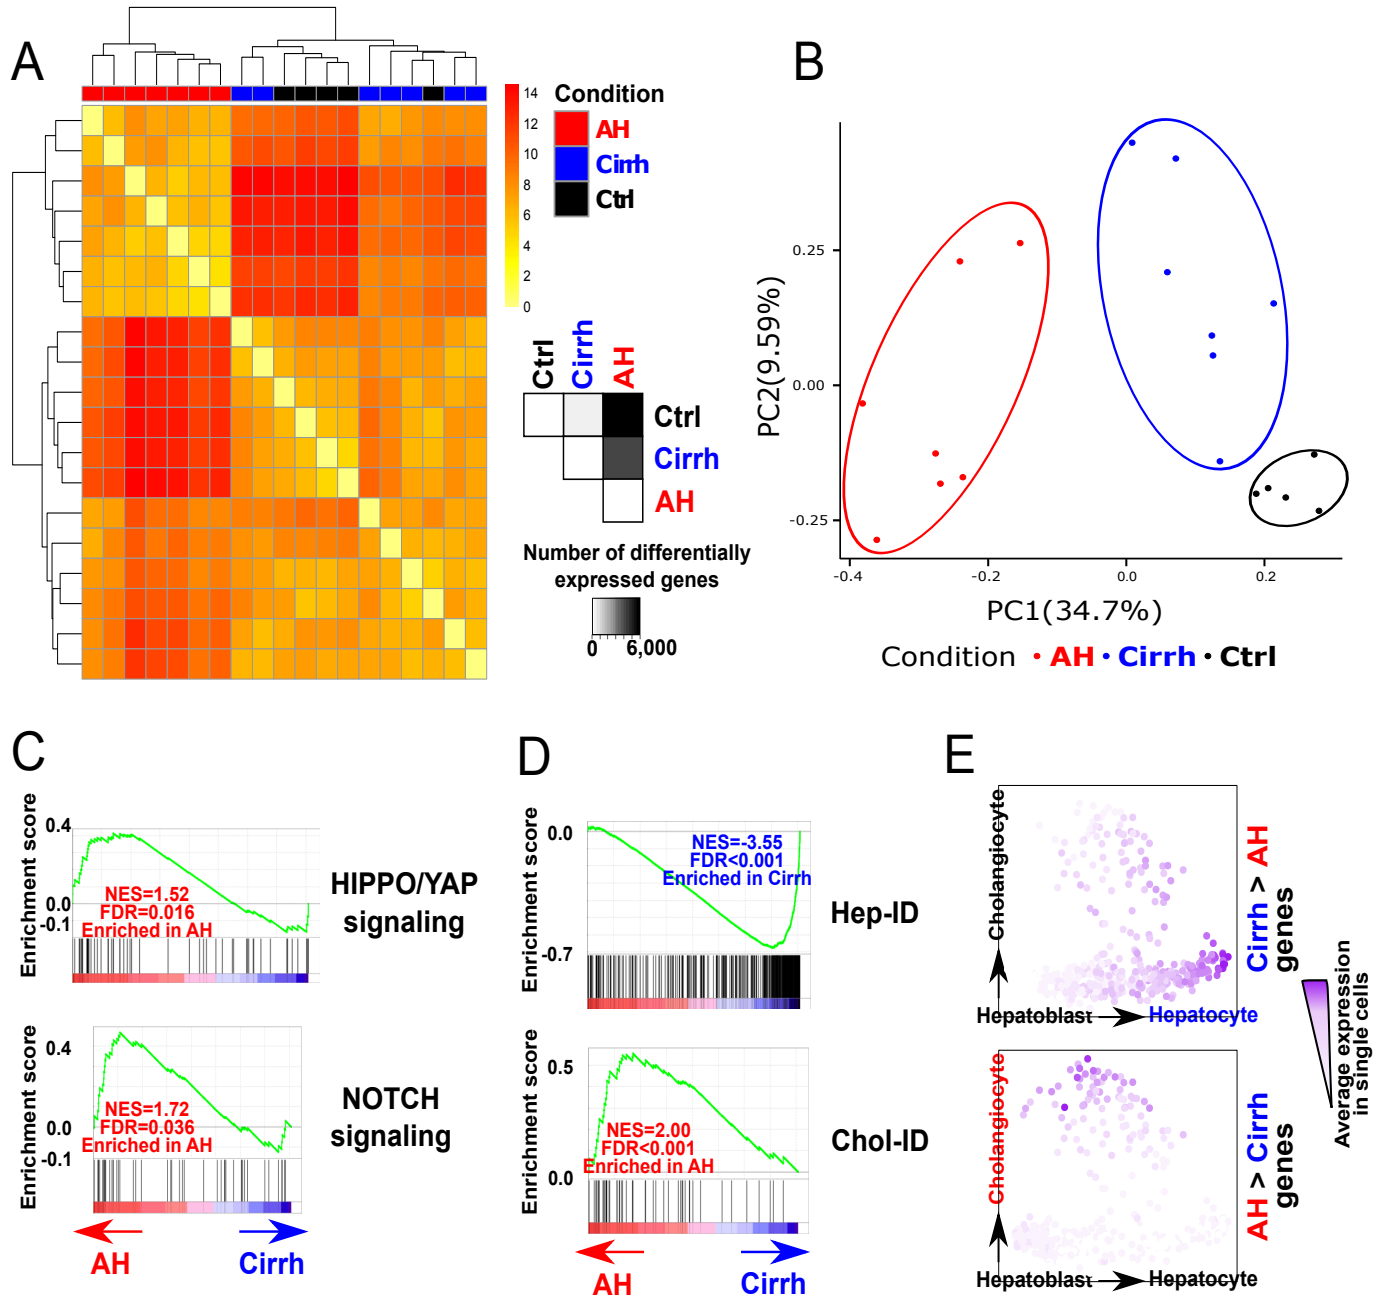 A
14
12
10
8
6
4
2
0
Condition
AH
Cirrh
Ctrl
Ctrl
Cirrh
AH
Ctrl
Cirrh
AH
Number of differentially
expressed genes
0 6,000
B
PC2(9.59%)
0.25
0.00
-0.25
-0.4 -0.2 0.0 0.2
PC1(34.7%)
Condition AH Cirrh Ctrl
C
Enrichment score
0.4
0.0
-0.1
NES=1.52
FDR=0.016
Enriched in AH
HIPPO/YAP
signaling
Enrichment score
0.4
0.0
-0.1
NES=1.72
FDR=0.036
Enriched in AH
NOTCH
signaling
AH Cirrh
D
Enrichment score
0.0
-0.7
NES=-3.55
FDR<0.001
Enriched in Cirrh
Hep-ID
Enrichment score
0.5
0.0
NES=2.00
FDR<0.001
Enriched in AH
Chol-ID
AH Cirrh
E
Cholangiocyte
Hepatoblast Hepatocyte
Cirrh > AH
genes
Cholangiocyte
Hepatoblast Hepatocyte
AH > Cirrh
genes
Average expression
in single cells